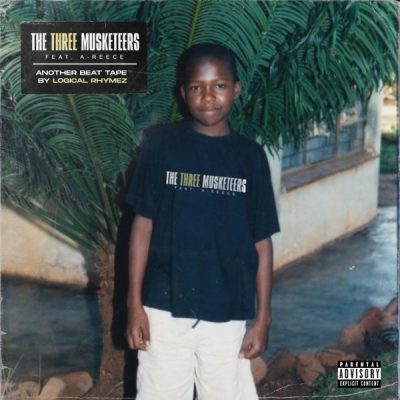 THE THREE MUSKETEERS
FEAT. A-REECE
ANOTHER BEAT TAPE
BY LOGICAL RHYMEZ
THE THREE MUSKETEERS
FEAT. A-REECE
PARENTAL
ADVISORY
EXPLICIT CONTENT